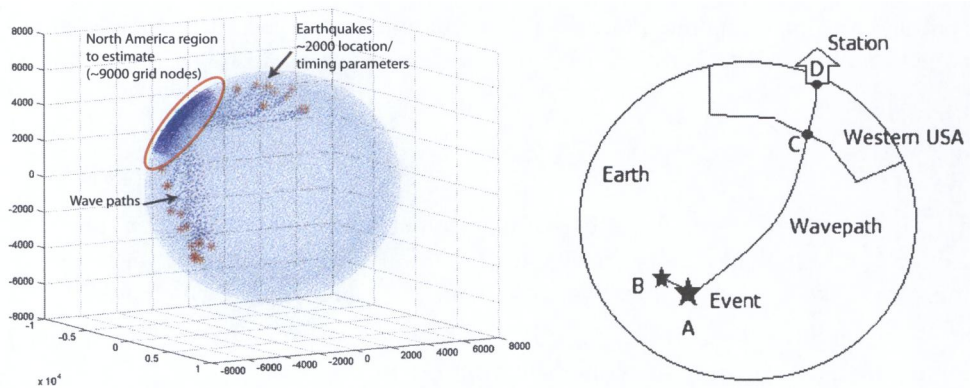 8000
6000
4000
2000
0
-2000
-4000
-6000
-8000
-1
-0.5
0
0.5
1
x 10⁴
-8000
-6000
-4000
-2000
0
2000
4000
6000
8000
North America region
to estimate
(~9000 grid nodes)
Earthquakes
~2000 location/
timing parameters
Wave paths
Station
D
Western USA
C
Earth
Wavepath
B
Event
A